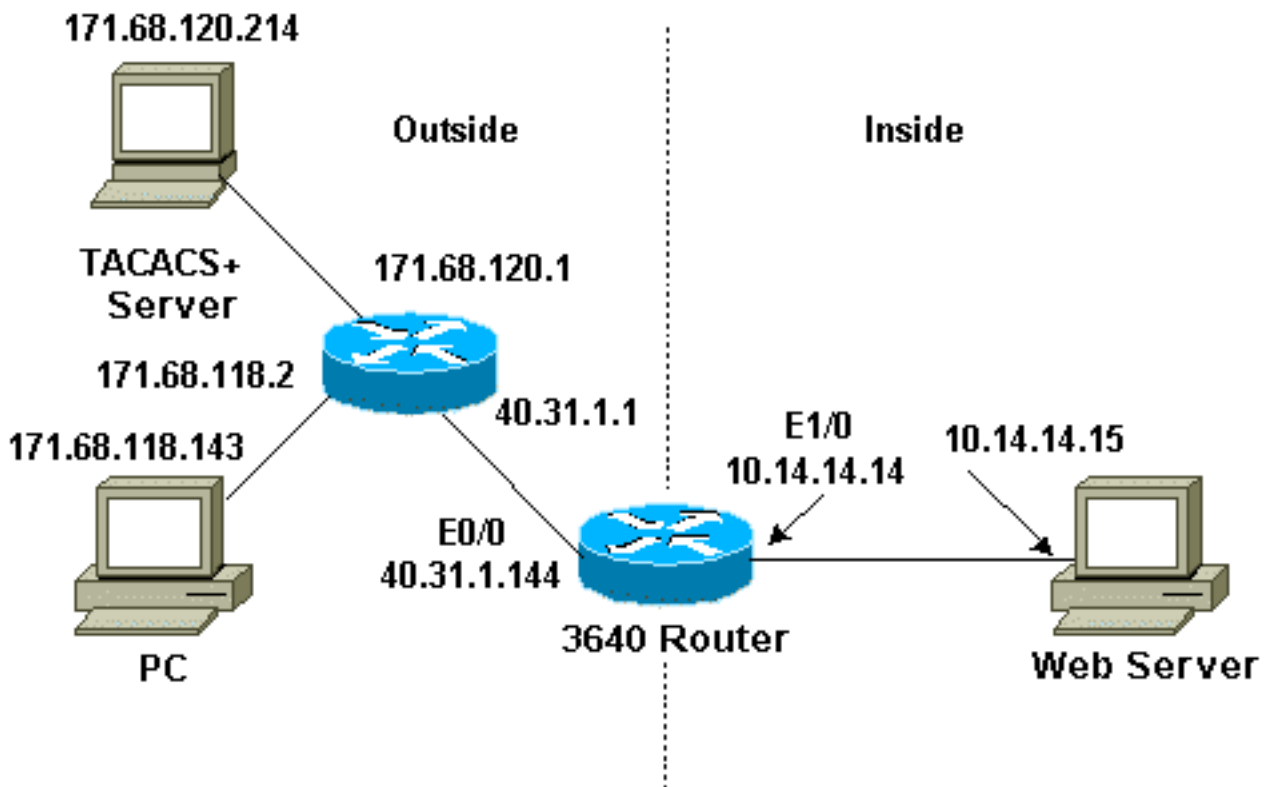 171.68.120.214
Outside
Inside
TACACS+
Server
171.68.120.1
171.68.118.2
40.31.1.1
171.68.118.143
E1/0
10.14.14.14
10.14.14.15
E0/0
40.31.1.144
3640 Router
PC
Web Server